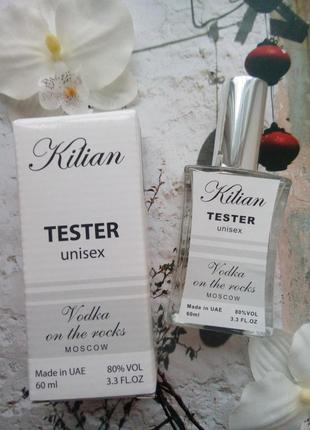 Kilian
TESTER
unisex
Vodka
on the rocks
MOSCOW
Made in UAE 80% VOL
60 ml 3.3 FL.OZ
Kilian
TESTER
unisex
Vodka
on the rocks
MOSCOW
Made in UAE 80%VOL
60ml 3.3 FL.OZ